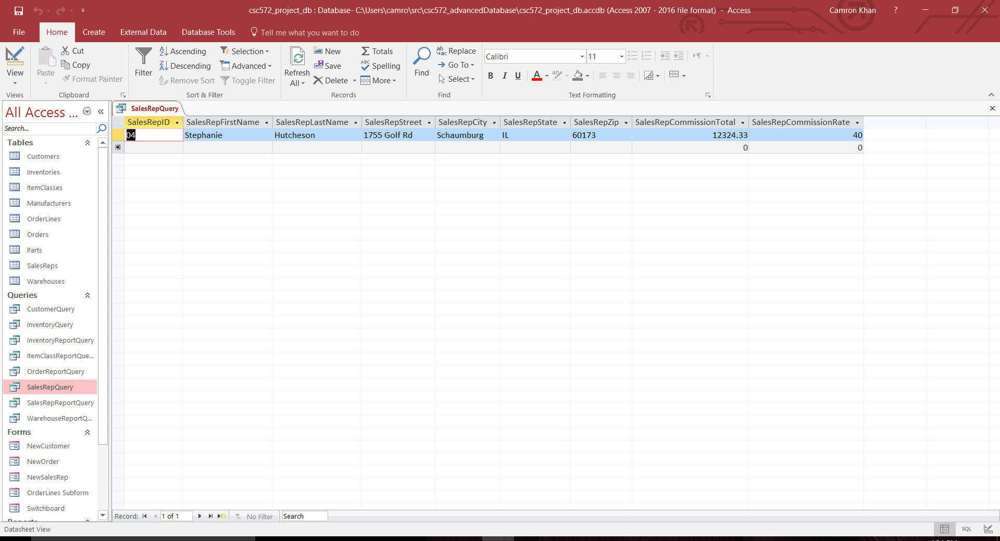 csc572_project_db : Database- C:\Users\camro\src\csc572_advancedDatabase\csc572_project_db.accdb (Access 2007 - 2016 file format) - Access
Camron Khan
?
File Home Create External Data Database Tools Tell me what you want to do
View
Views
Paste
Cut
Copy
Format Painter
Clipboard
Filter
Ascending
Descending
Remove Sort
Selection
Advanced
Toggle Filter
Sort & Filter
Refresh
All
New
Save
Delete
Totals
Spelling
More
Records
Find
Replace
Go To
Select
Find
Calibri 11
B I U A
Text Formatting
All Access ...
Search...
Tables
Customers
Inventories
ItemClasses
Manufacturers
OrderLines
Orders
Parts
SalesReps
Warehouses
Queries
CustomerQuery
InventoryQuery
InventoryReportQuery
ItemClassReportQue...
OrderReportQuery
SalesRepQuery
SalesRepReportQuery
WarehouseReportQ...
Forms
NewCustomer
NewOrder
NewSalesRep
OrderLines Subform
Switchboard
SalesRepQuery
SalesRepID SalesRepFirstName SalesRepLastName SalesRepStreet SalesRepCity SalesRepState SalesRepZip SalesRepCommissionTotal SalesRepCommissionRate
04 Stephanie Hutcheson 1755 Golf Rd Schaumburg IL 60173 12324.33 40
0 0
Record: 1 of 1 No Filter Search
Datasheet View
SQL